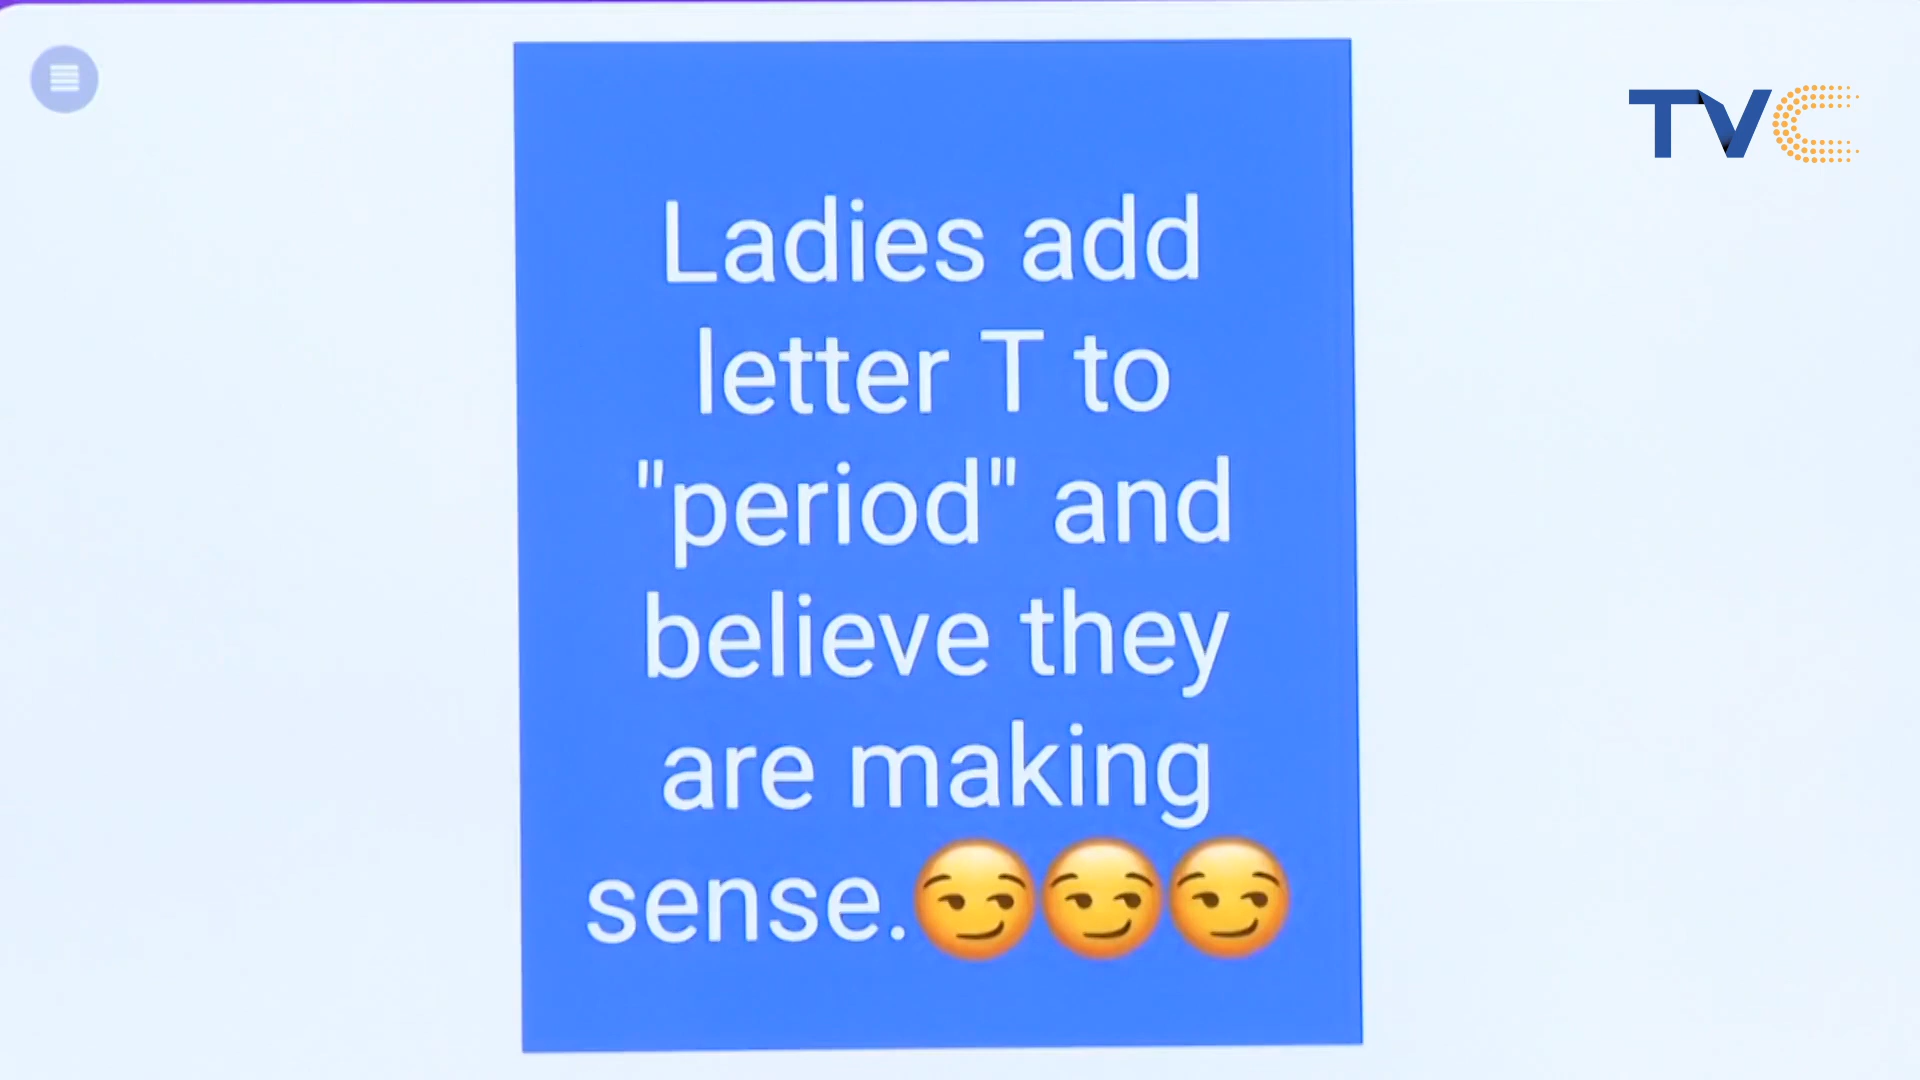 TVC
Ladies add
letter T to
"period" and
believe they
are making
sense.😏😏😏